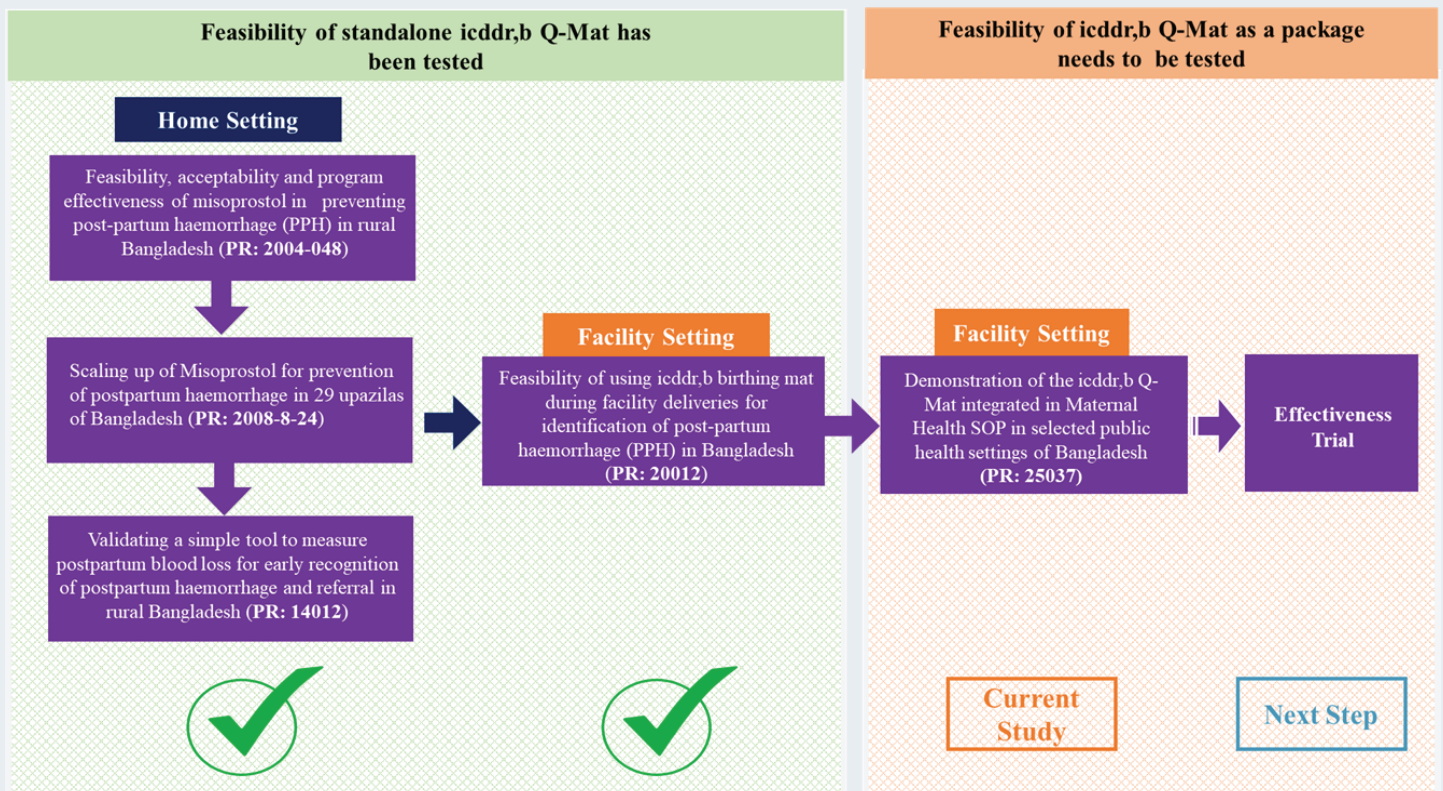 Feasibility of standalone icddr,b Q-Mat has
been tested
Home Setting
Feasibility, acceptability and program
effectiveness of misoprostol in preventing
post-partum haemorrhage (PPH) in rural
Bangladesh (PR: 2004-048)
Scaling up of Misoprostol for prevention
of postpartum haemorrhage in 29 upazilas
of Bangladesh (PR: 2008-8-24)
Validating a simple tool to measure
postpartum blood loss for early recognition
of postpartum haemorrhage and referral in
rural Bangladesh (PR: 14012)
Facility Setting
Feasibility of using icddr,b birthing mat
during facility deliveries for
identification of post-partum
haemorrhage (PPH) in Bangladesh
(PR: 20012)
Feasibility of icddr,b Q-Mat as a package
needs to be tested
Facility Setting
Demonstration of the icddr,b Q-
Mat integrated in Maternal
Health SOP in selected public
health settings of Bangladesh
(PR: 25037)
Effectiveness
Trial
Current
Study
Next Step